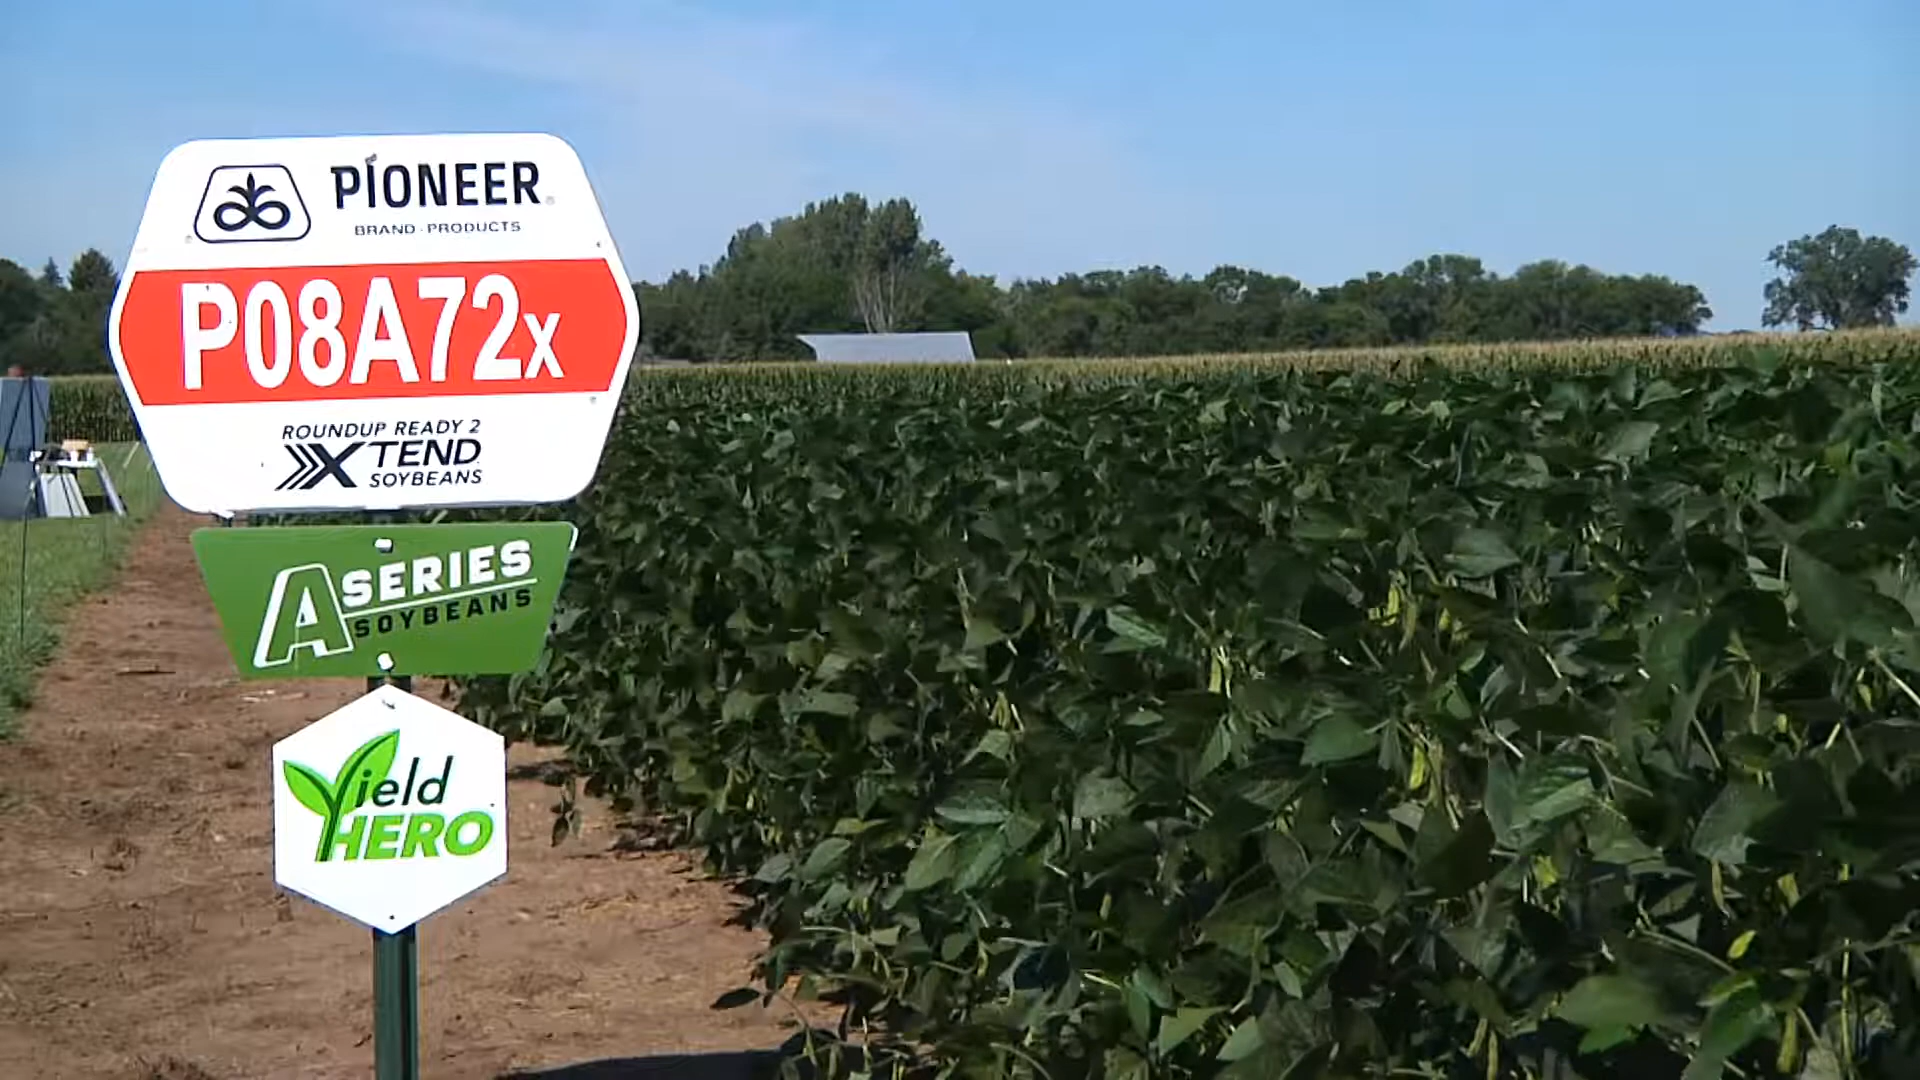 PIONEER
BRAND · PRODUCTS
P08A72x
ROUNDUP READY 2
XTEND
SOYBEANS
A SERIES
SOYBEANS
Yield
HERO